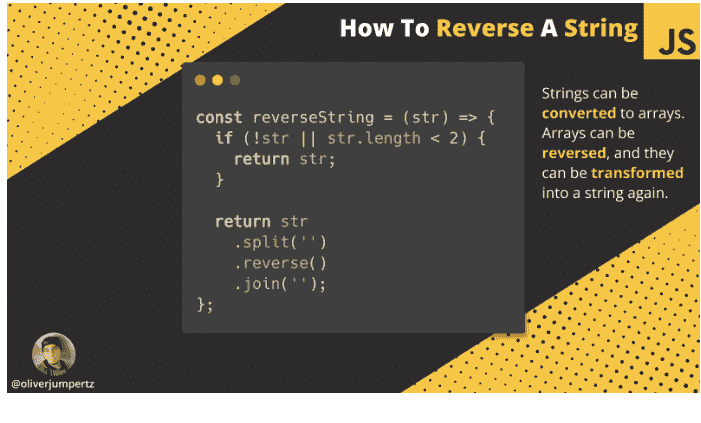 How To Reverse A String
JS
const reverseString = (str) => {
  if (!str || str.length < 2) {
    return str;
  }

  return str
    .split('')
    .reverse()
    .join('');
};
Strings can be
converted to arrays.
Arrays can be
reversed, and they
can be transformed
into a string again.
@oliverjumpertz